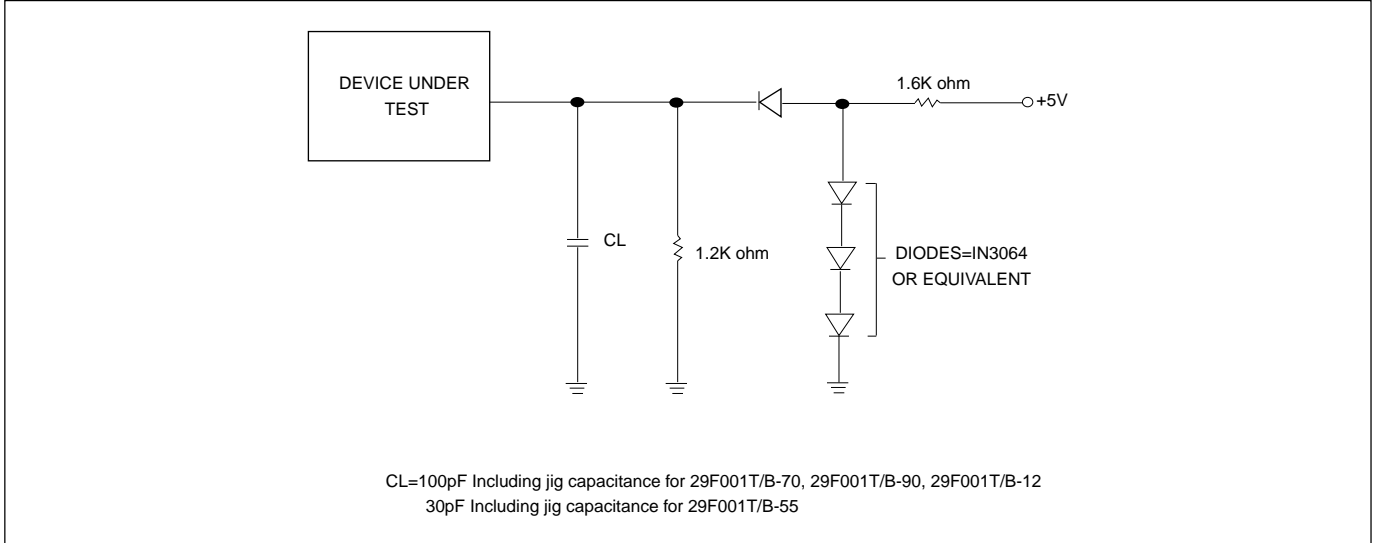 DEVICE UNDER
TEST
1.6K ohm
+5V
CL
1.2K ohm
DIODES=IN3064
OR EQUIVALENT
CL=100pF Including jig capacitance for 29F001T/B-70, 29F001T/B-90, 29F001T/B-12
30pF Including jig capacitance for 29F001T/B-55